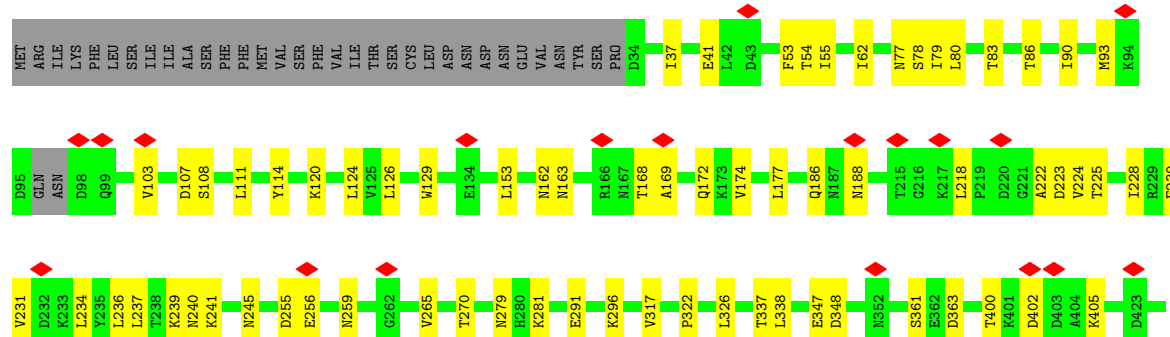 MET ARG ILE LYS PHE LEU SER ILE ILE ALA SER PHE PHE MET VAL SER PHE VAL ILE THR SER CYS LEU ASP ASN ASP ASN GLU VAL ASN TYR SER PRO D34 I37 E41 L42 D43 F53 T54 I55 I62 N77 S78 I79 L80 T83 T86 I90 M93 K94
D95 GLN ASN D98 Q99 V103 D107 S108 L111 Y114 K120 L124 V125 L126 W129 E134 L153 N162 N163 R166 N167 T168 A169 Q172 K173 V174 L177 Q186 N187 N188 T215 G216 K217 L218 P219 D220 G221 A222 D223 V224 T225 I228 R229
V231 D232 K233 L234 Y235 L236 L237 T238 K239 N240 K241 N245 D255 E256 N259 G262 V265 T270 N279 H280 K281 E291 K296 V317 P322 L326 T337 L338 E347 D348 N352 S361 E362 D363 T400 K401 D402 D403 A404 K405 D423